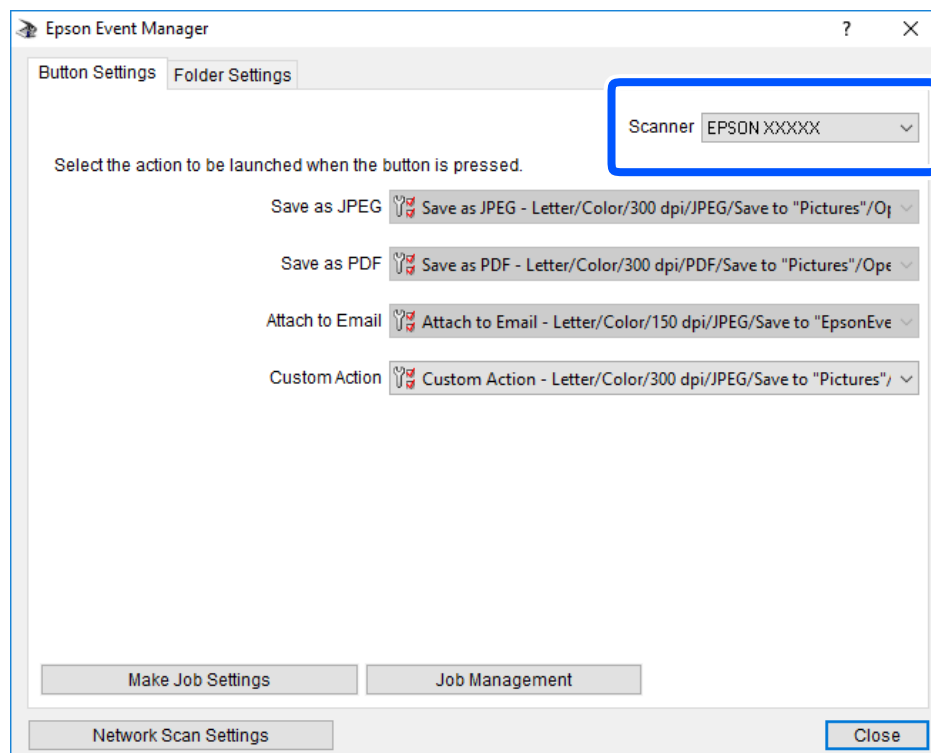 Epson Event Manager
Button Settings Folder Settings
Scanner EPSON XXXXX
Select the action to be launched when the button is pressed.
Save as JPEG Save as JPEG - Letter/Color/300 dpi/JPEG/Save to "Pictures"/Op
Save as PDF Save as PDF - Letter/Color/300 dpi/PDF/Save to "Pictures"/Ope
Attach to Email Attach to Email - Letter/Color/150 dpi/JPEG/Save to "EpsonEve
Custom Action Custom Action - Letter/Color/300 dpi/JPEG/Save to "Pictures"/
Make Job Settings Job Management
Network Scan Settings Close